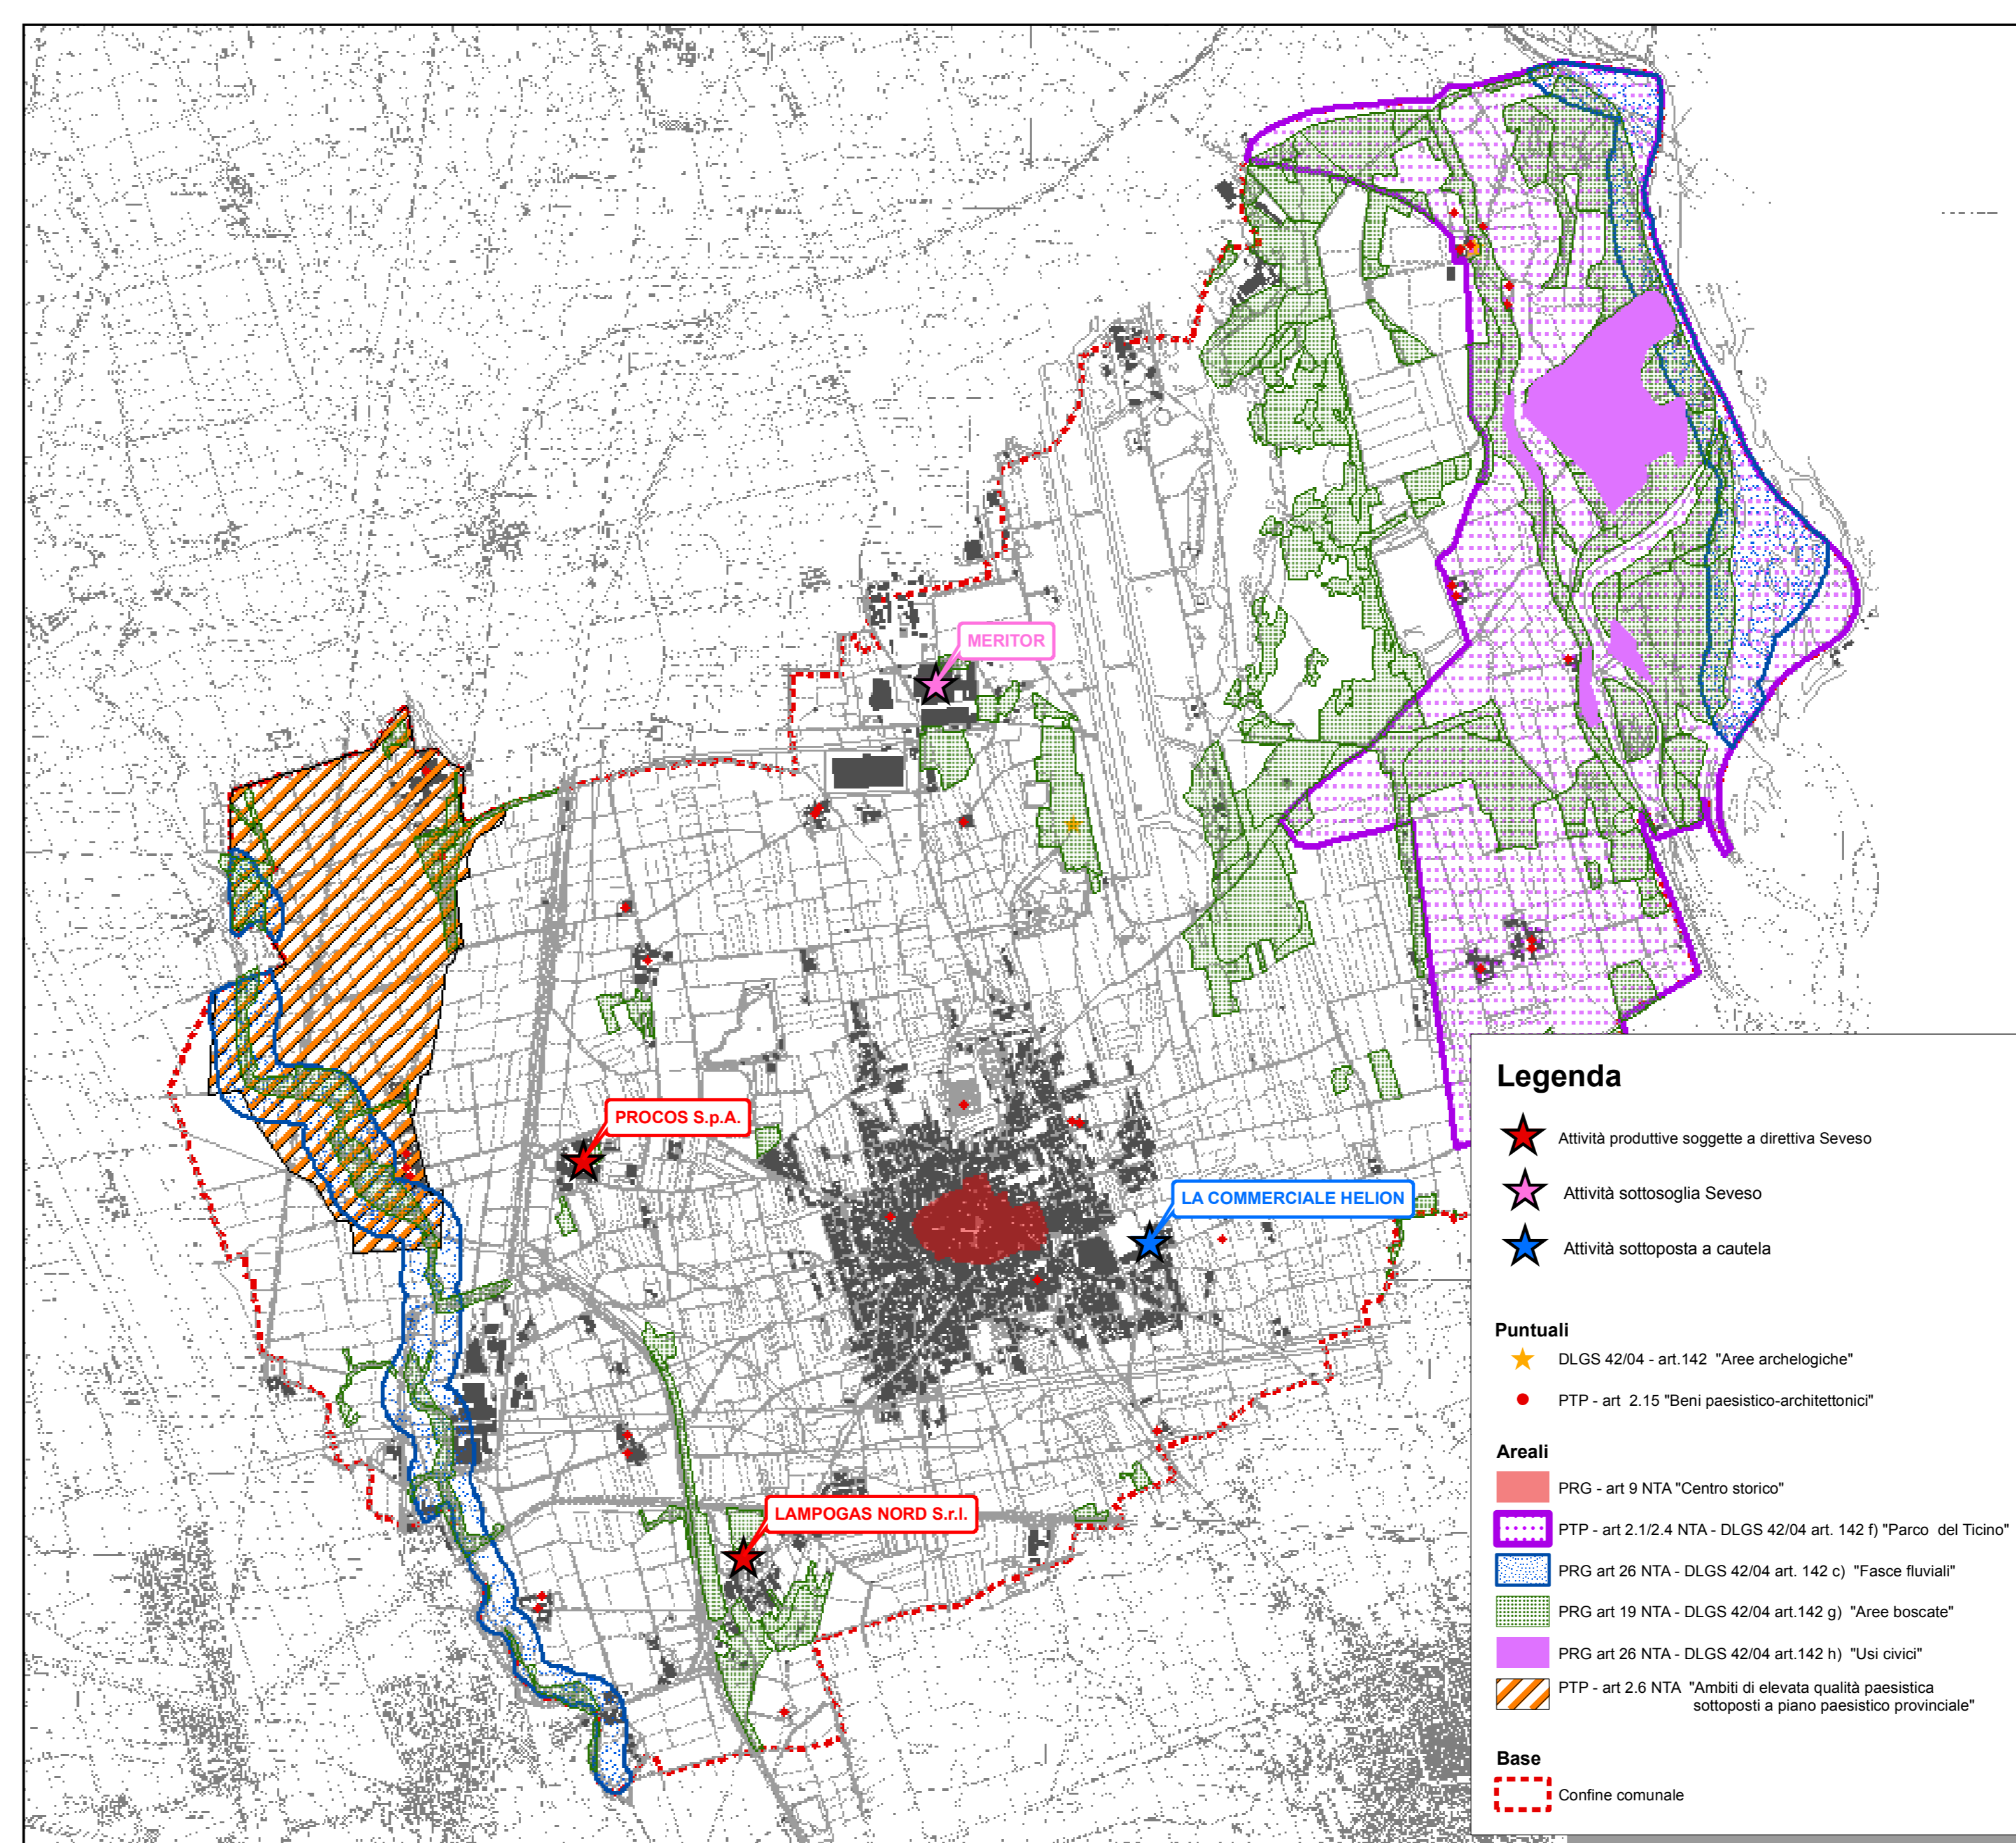 MERITOR
PROCOS S.p.A.
LA COMMERCIALE HELION
LAMPOGAS NORD S.r.l.
Legenda
Attività produttive soggette a direttiva Seveso
Attività sottosoglia Seveso
Attività sottoposta a cautela
Puntuali
DLGS 42/04 - art.142 "Aree archelogiche"
PTP - art 2.15 "Beni paesistico-architettonici"
Areali
PRG - art 9 NTA "Centro storico"
PTP - art 2.1/2.4 NTA - DLGS 42/04 art. 142 f) "Parco del Ticino"
PRG art 26 NTA - DLGS 42/04 art. 142 c) "Fasce fluviali"
PRG art 19 NTA - DLGS 42/04 art.142 g) "Aree boscate"
PRG art 26 NTA - DLGS 42/04 art.142 h) "Usi civici"
PTP - art 2.6 NTA "Ambiti di elevata qualità paesistica
sottoposti a piano paesistico provinciale"
Base
Confine comunale